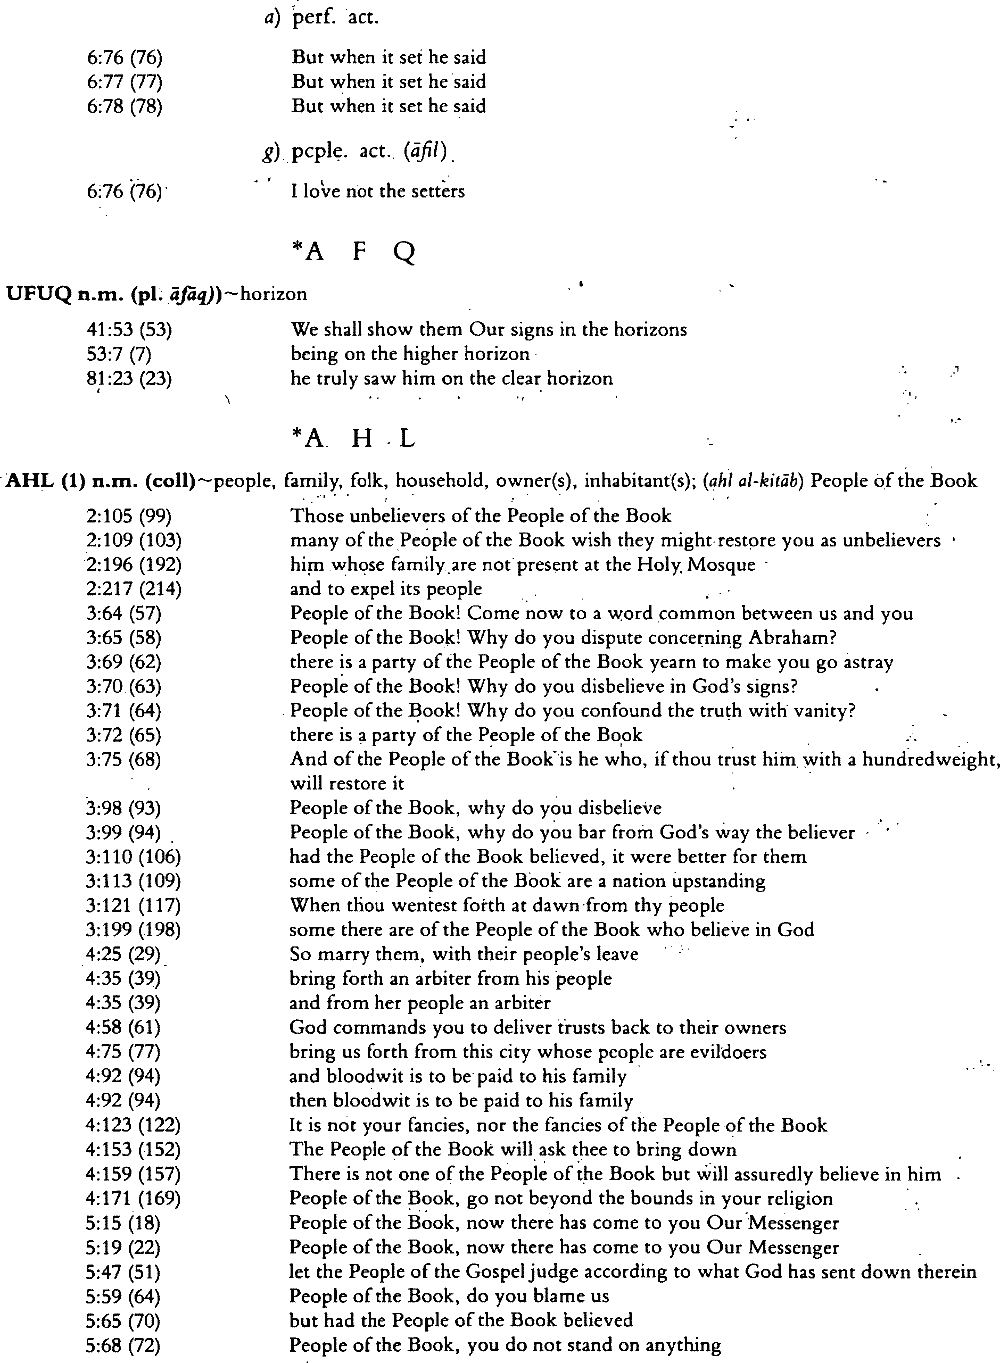 a) perf. act.
6:76 (76) But when it set he said
6:77 (77) But when it set he said
6:78 (78) But when it set he said
g) pcple. act. (āfil)
6:76 (76) I love not the setters
*A F Q
UFUQ n.m. (pl. āfāq))~horizon
41:53 (53) We shall show them Our signs in the horizons
53:7 (7) being on the higher horizon
81:23 (23) he truly saw him on the clear horizon
*A H L
AHL (1) n.m. (coll)~people, family, folk, household, owner(s), inhabitant(s); (ahl al-kitāb) People of the Book
2:105 (99) Those unbelievers of the People of the Book
2:109 (103) many of the People of the Book wish they might restore you as unbelievers
2:196 (192) him whose family are not present at the Holy Mosque
2:217 (214) and to expel its people
3:64 (57) People of the Book! Come now to a word common between us and you
3:65 (58) People of the Book! Why do you dispute concerning Abraham?
3:69 (62) there is a party of the People of the Book yearn to make you go astray
3:70 (63) People of the Book! Why do you disbelieve in God's signs?
3:71 (64) People of the Book! Why do you confound the truth with vanity?
3:72 (65) there is a party of the People of the Book
3:75 (68) And of the People of the Book is he who, if thou trust him with a hundredweight,
will restore it
3:98 (93) People of the Book, why do you disbelieve
3:99 (94) People of the Book, why do you bar from God's way the believer
3:110 (106) had the People of the Book believed, it were better for them
3:113 (109) some of the People of the Book are a nation upstanding
3:121 (117) When thou wentest forth at dawn from thy people
3:199 (198) some there are of the People of the Book who believe in God
4:25 (29) So marry them, with their people's leave
4:35 (39) bring forth an arbiter from his people
4:35 (39) and from her people an arbiter
4:58 (61) God commands you to deliver trusts back to their owners
4:75 (77) bring us forth from this city whose people are evildoers
4:92 (94) and bloodwit is to be paid to his family
4:92 (94) then bloodwit is to be paid to his family
4:123 (122) It is not your fancies, nor the fancies of the People of the Book
4:153 (152) The People of the Book will ask thee to bring down
4:159 (157) There is not one of the People of the Book but will assuredly believe in him
4:171 (169) People of the Book, go not beyond the bounds in your religion
5:15 (18) People of the Book, now there has come to you Our Messenger
5:19 (22) People of the Book, now there has come to you Our Messenger
5:47 (51) let the People of the Gospel judge according to what God has sent down therein
5:59 (64) People of the Book, do you blame us
5:65 (70) but had the People of the Book believed
5:68 (72) People of the Book, you do not stand on anything